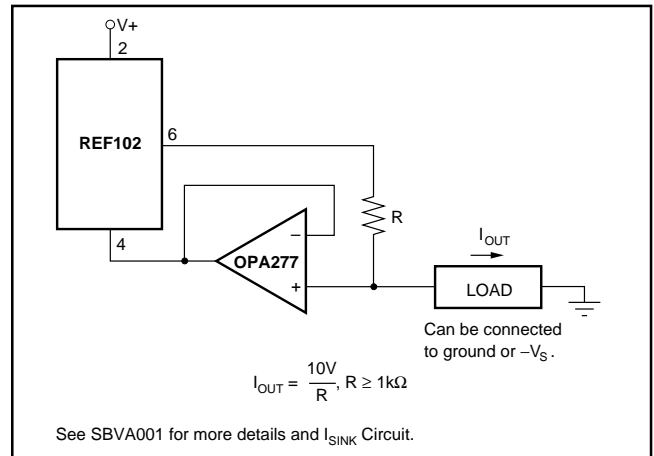 V+
2
REF102
6
R
4
–
OPA277
+
I_OUT
LOAD
Can be connected
to ground or –V_S.
I_OUT = 10V / R, R ≥ 1kΩ
See SBVA001 for more details and I_SINK Circuit.